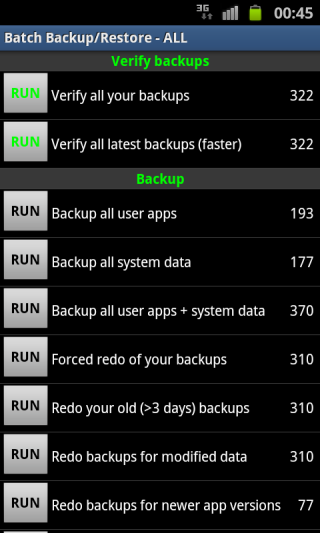 3G 00:45
Batch Backup/Restore - ALL
Verify backups
RUN Verify all your backups 322
RUN Verify all latest backups (faster) 322
Backup
RUN Backup all user apps 193
RUN Backup all system data 177
RUN Backup all user apps + system data 370
RUN Forced redo of your backups 310
RUN Redo your old (>3 days) backups 310
RUN Redo backups for modified data 310
RUN Redo backups for newer app versions 77